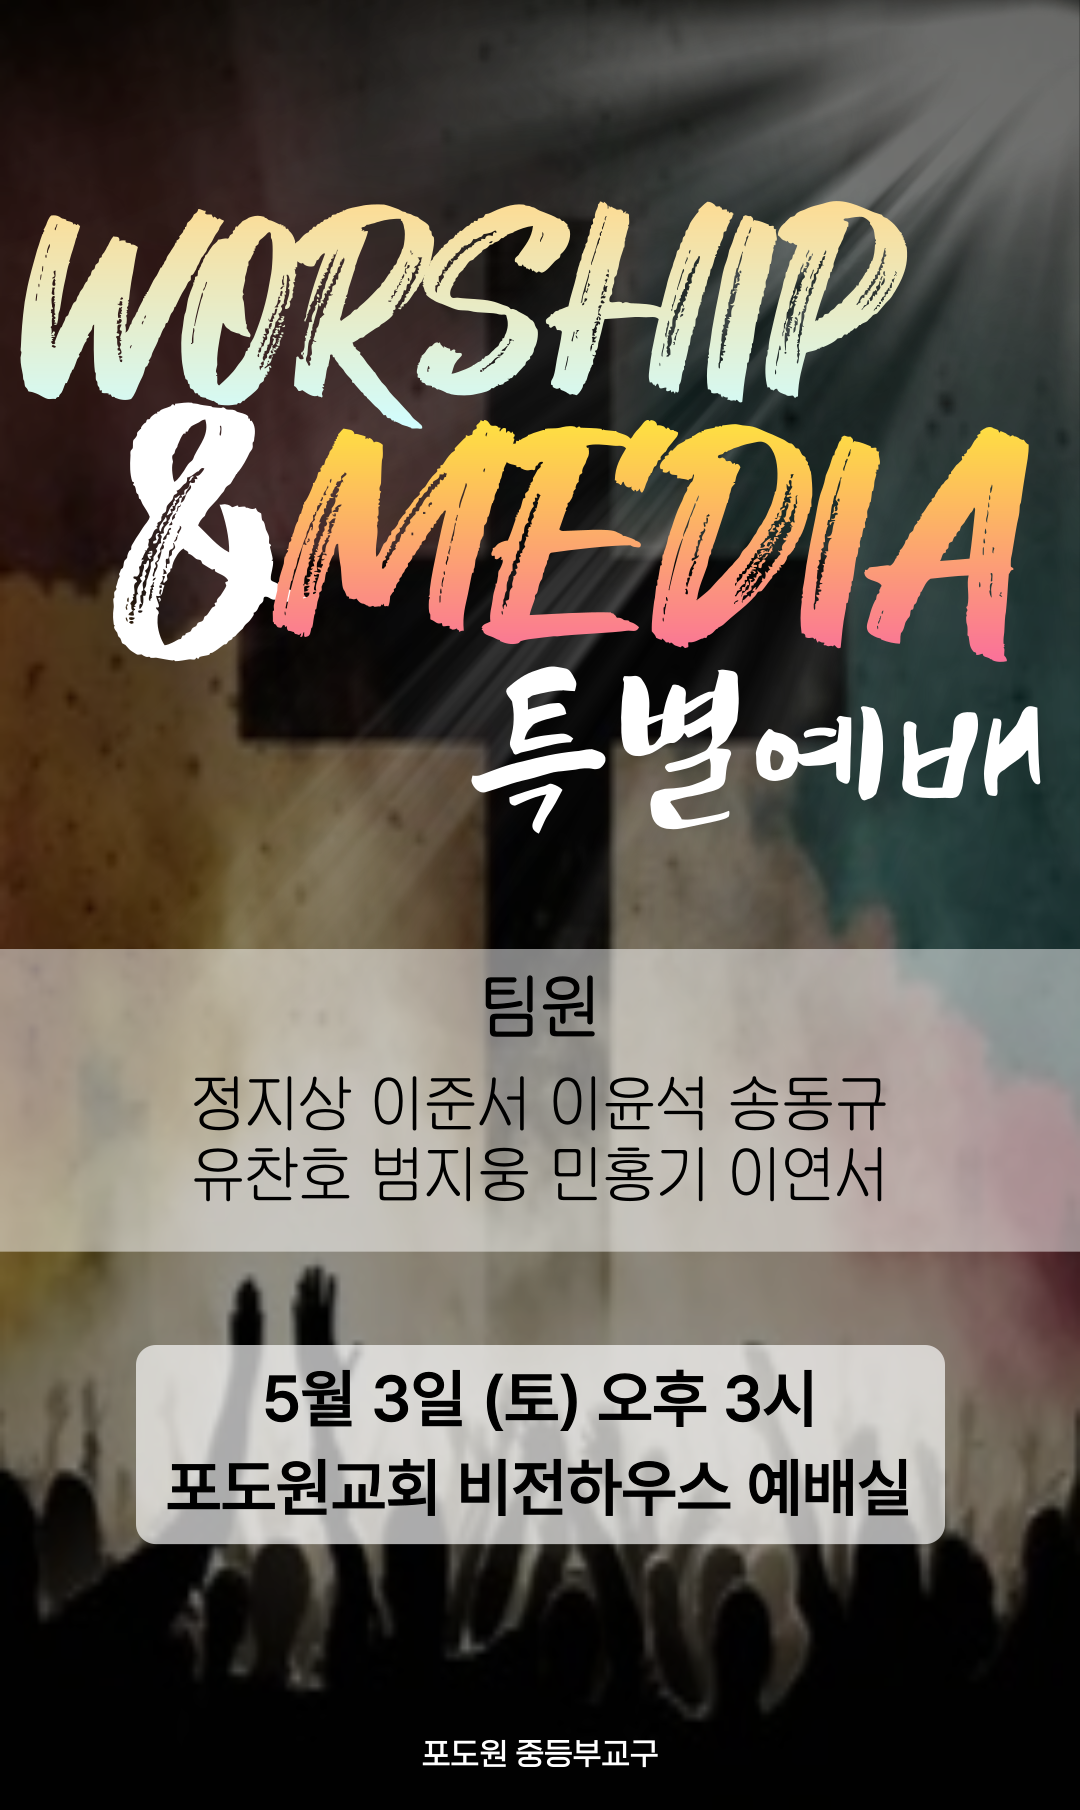 WORSHIP
&MEDIA
특별예배
팀원
정지상 이준서 이윤석 송동규
유찬호 범지웅 민홍기 이연서
5월 3일 (토) 오후 3시
포도원교회 비전하우스 예배실
포도원 중등부교구